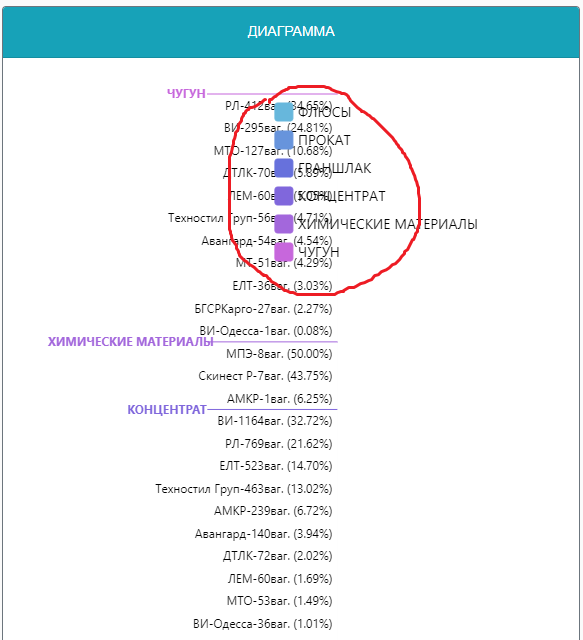 ДИАГРАММА
ЧУГУН
РЛ-412ваг. (34.65%)
ФЛЮСЫ
ВИ-295ваг. (24.81%)
ПРОКАТ
МТО-127ваг. (10.68%)
ГРАНШЛАК
ДТЛК-70ваг. (5.89%)
ЛЕМ-60ваг. (5.05%)
КОНЦЕНТРАТ
Техностил Груп-56ваг. (4.71%)
ХИМИЧЕСКИЕ МАТЕРИАЛЫ
Авангард-54ваг. (4.54%)
ЧУГУН
МТ-51ваг. (4.29%)
ЕЛТ-36ваг. (3.03%)
БГСРКарго-27ваг. (2.27%)
ВИ-Одесса-1ваг. (0.08%)
ХИМИЧЕСКИЕ МАТЕРИАЛЫ
МПЭ-8ваг. (50.00%)
Скинест Р-7ваг. (43.75%)
АМКР-1ваг. (6.25%)
КОНЦЕНТРАТ
ВИ-1164ваг. (32.72%)
РЛ-769ваг. (21.62%)
ЕЛТ-523ваг. (14.70%)
Техностил Груп-463ваг. (13.02%)
АМКР-239ваг. (6.72%)
Авангард-140ваг. (3.94%)
ДТЛК-72ваг. (2.02%)
ЛЕМ-60ваг. (1.69%)
МТО-53ваг. (1.49%)
ВИ-Одесса-36ваг. (1.01%)